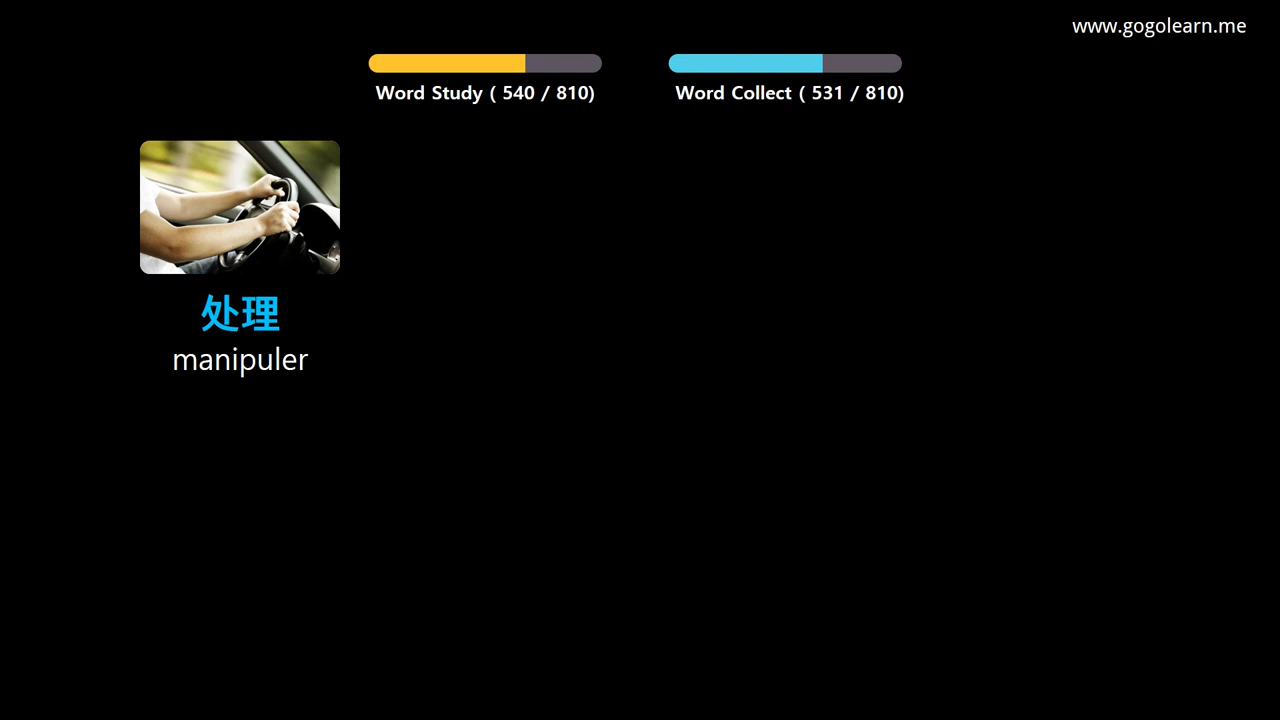 www.gogolearn.me
Word Study ( 540 / 810)
Word Collect ( 531 / 810)
处理
manipuler